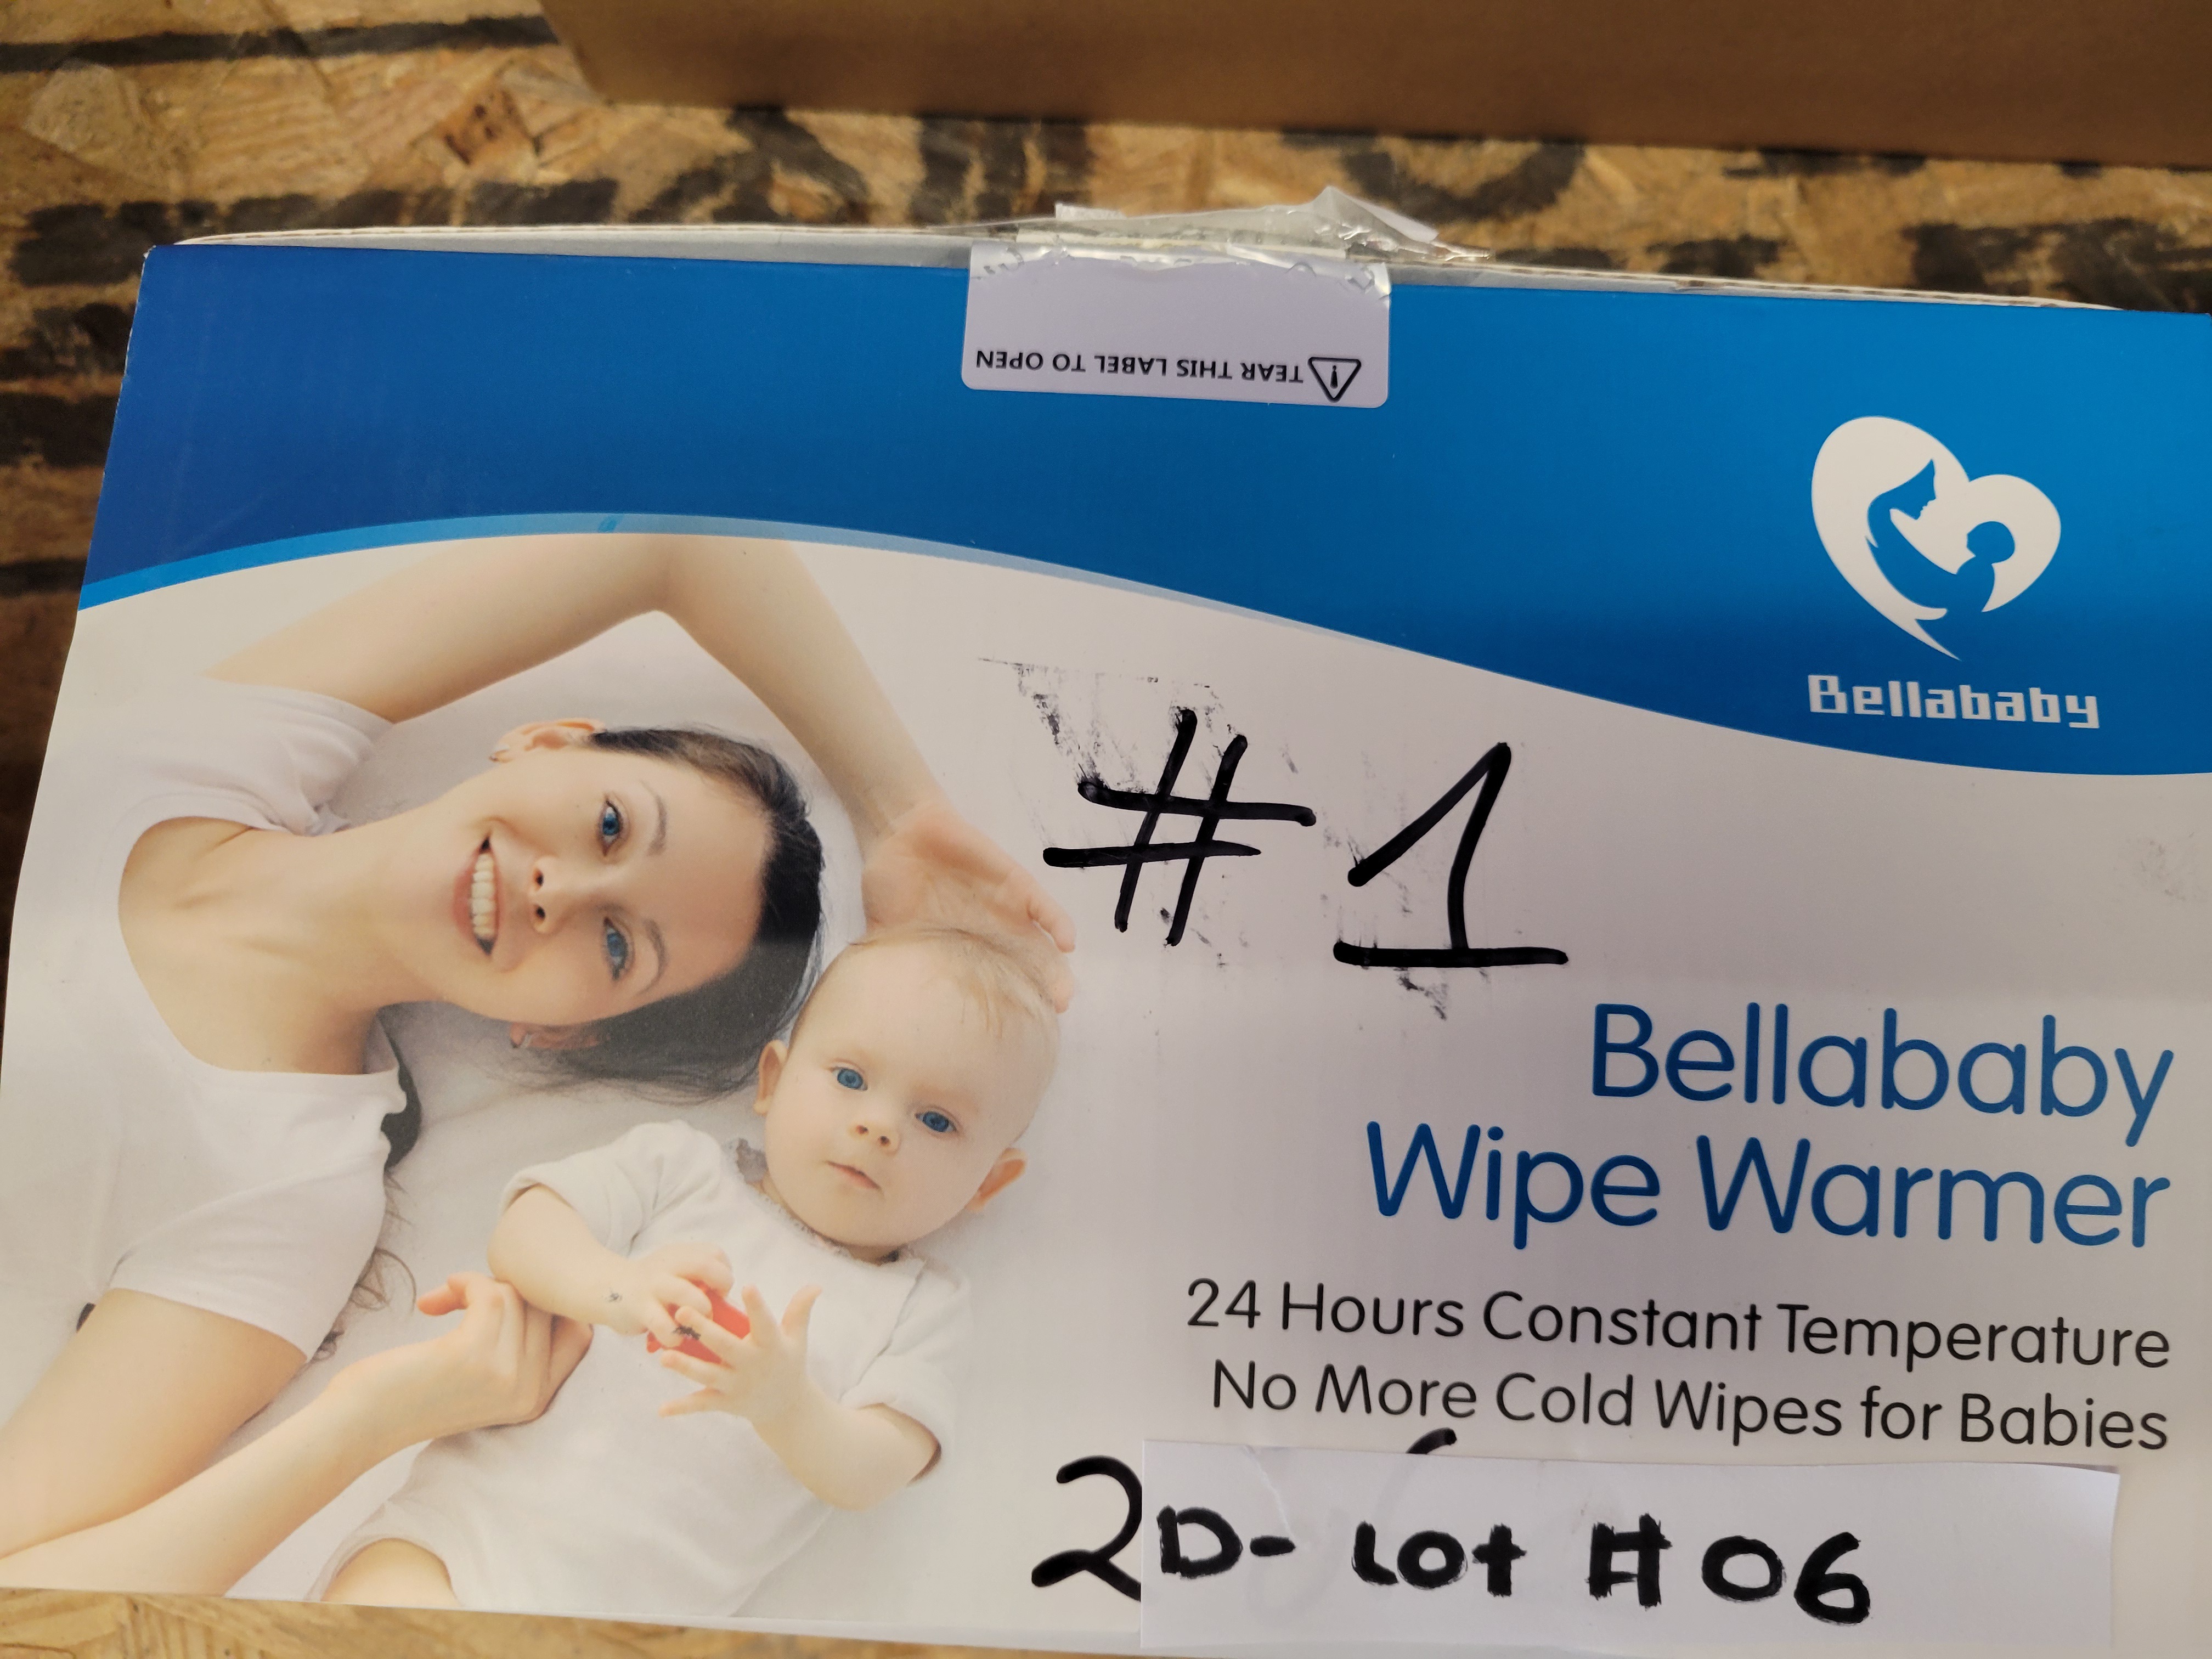 TEAR THIS LABEL TO OPEN
Bellababy
#1
Bellababy
Wipe Warmer
24 Hours Constant Temperature
No More Cold Wipes for Babies
2D- Lot #06